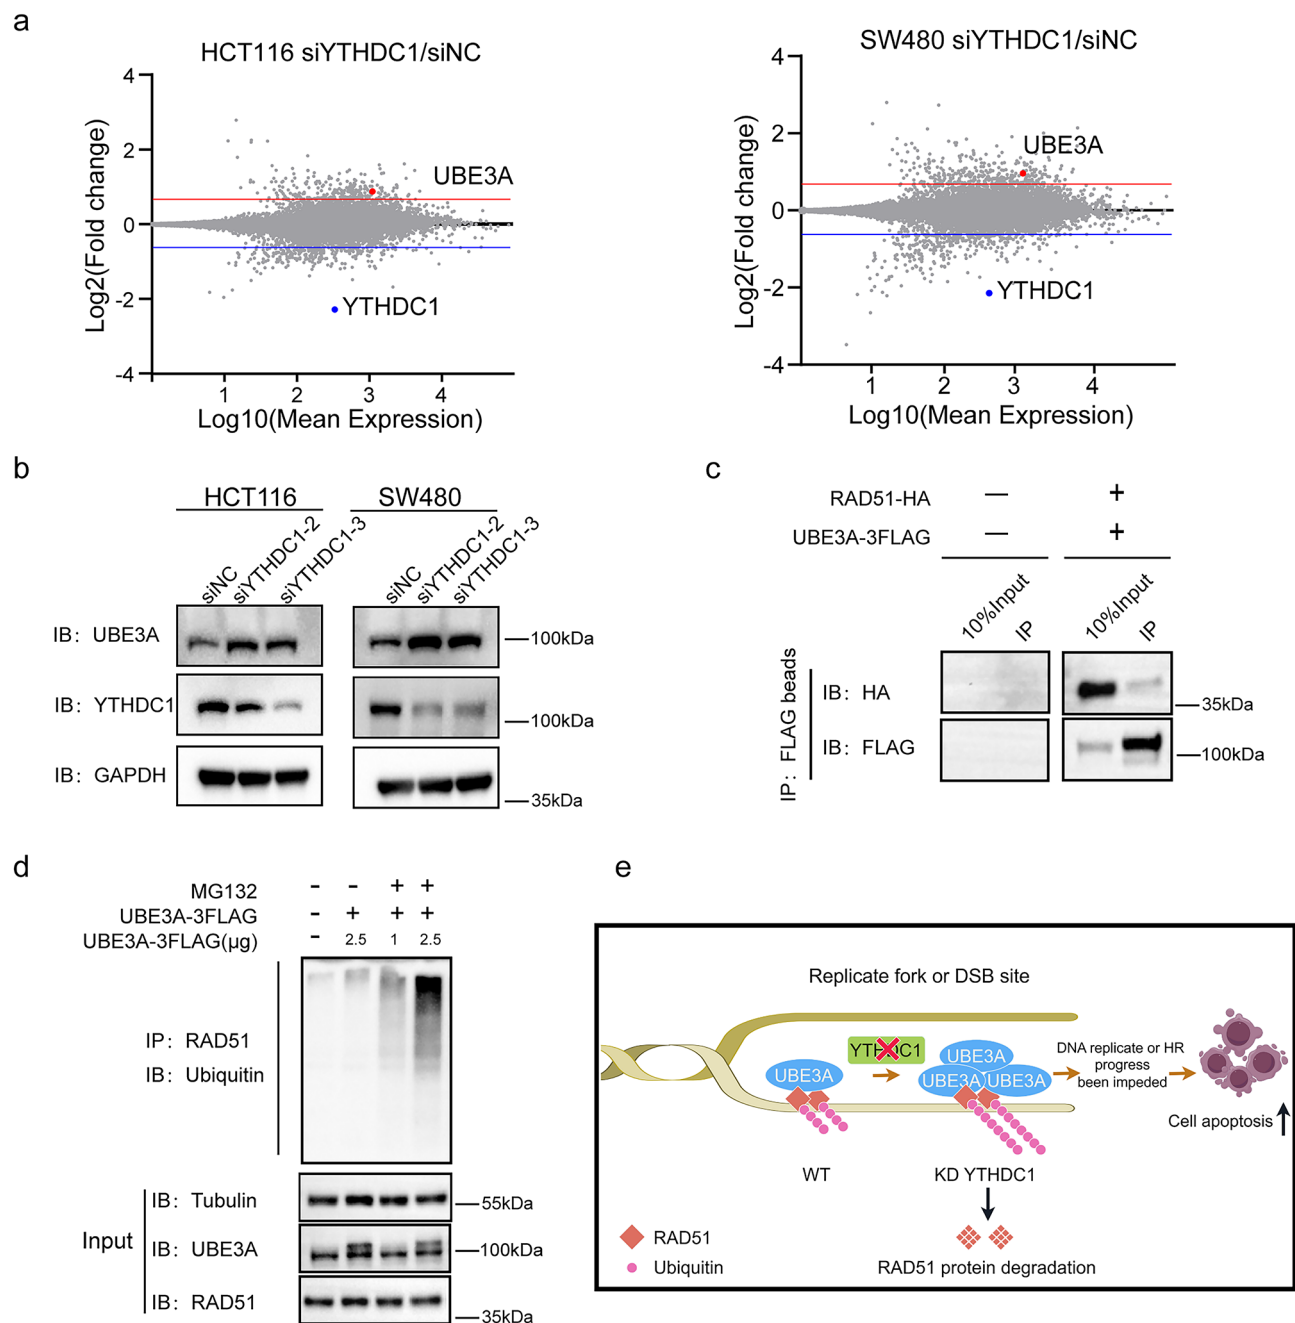 a
HCT116 siYTHDC1/siNC
4
2
0
-2
-4
Log2(Fold change)
UBE3A
YTHDC1
1 2 3 4
Log10(Mean Expression)
SW480 siYTHDC1/siNC
4
2
0
-2
-4
Log2(Fold change)
UBE3A
YTHDC1
1 2 3 4
Log10(Mean Expression)
b
HCT116 SW480
siNC siYTHDC1-2 siYTHDC1-3 siNC siYTHDC1-2 siYTHDC1-3
IB: UBE3A 100kDa
IB: YTHDC1 100kDa
IB: GAPDH 35kDa
c
RAD51-HA — +
UBE3A-3FLAG — +
10%Input IP 10%Input IP
IP: FLAG beads
IB: HA 35kDa
IB: FLAG 100kDa
d
MG132 - - + +
UBE3A-3FLAG - + + +
UBE3A-3FLAG(μg) - 2.5 1 2.5
IP: RAD51
IB: Ubiquitin
Input
IB: Tubulin 55kDa
IB: UBE3A 100kDa
IB: RAD51 35kDa
e
Replicate fork or DSB site
YTHDC1
UBE3A
UBE3A
UBE3A UBE3A
DNA replicate or HR
progress
been impeded
Cell apoptosis
WT
KD YTHDC1
RAD51
Ubiquitin
RAD51 protein degradation